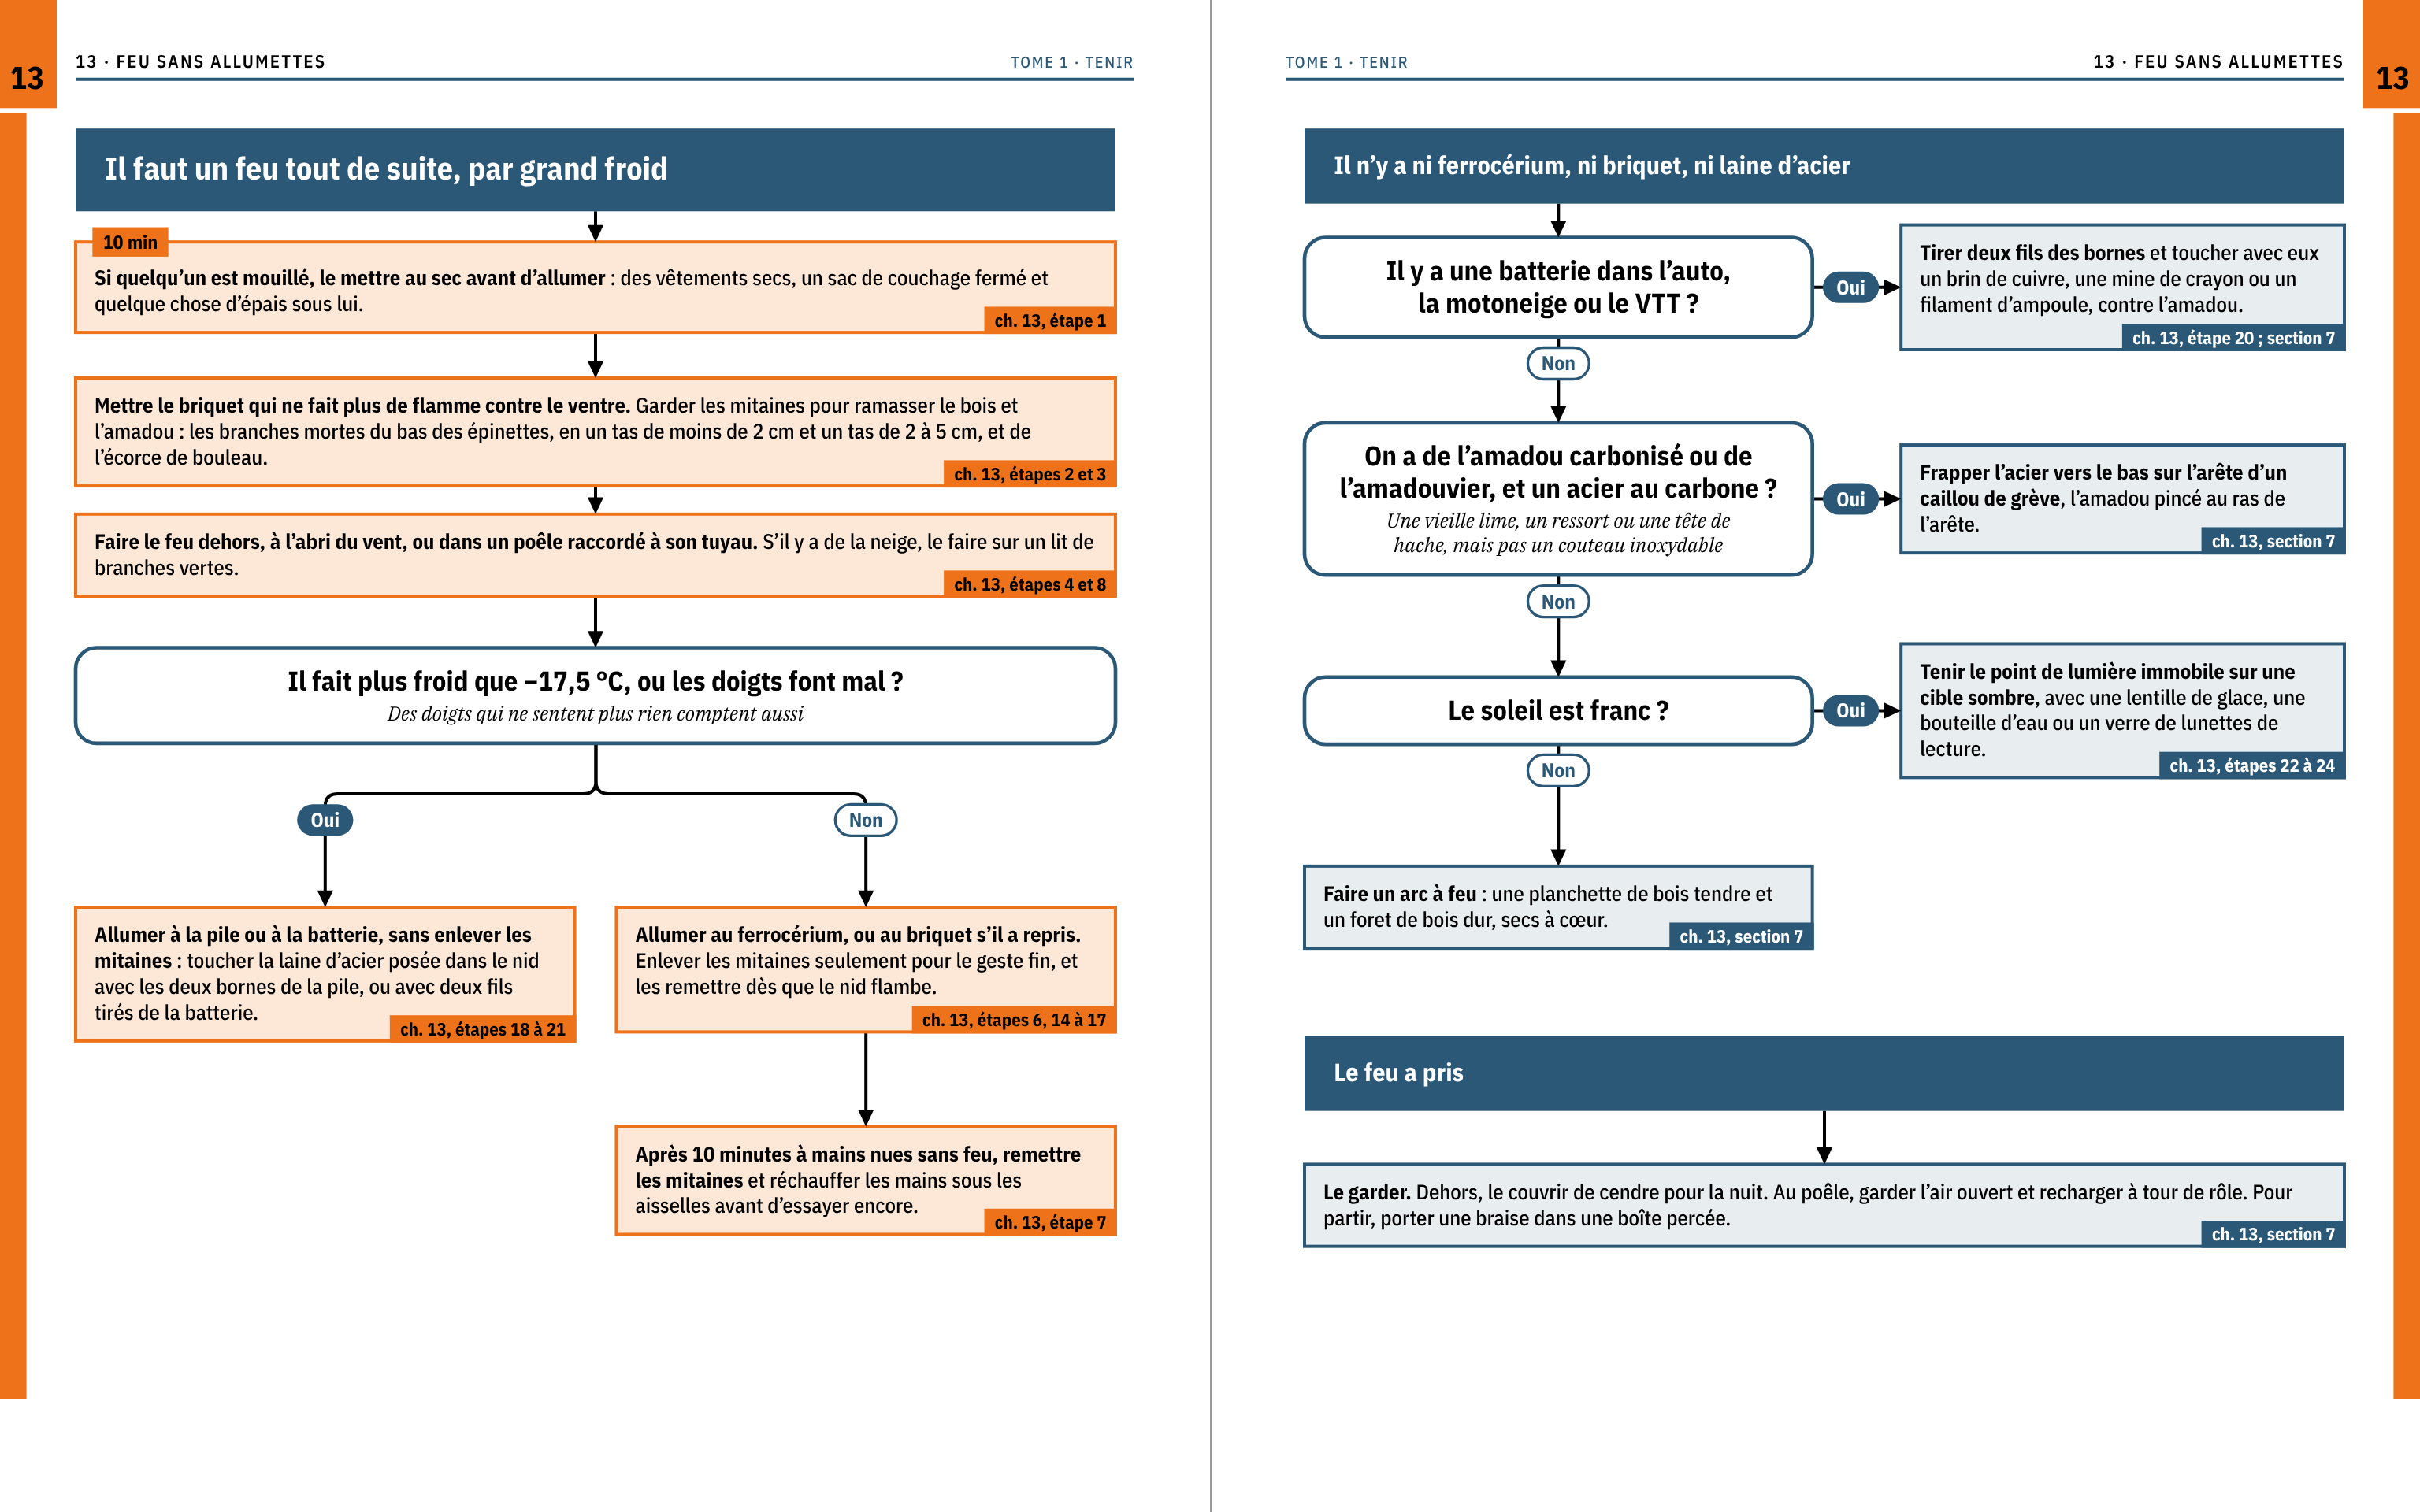 13
13 · FEU SANS ALLUMETTES
TOME 1 · TENIR
Il faut un feu tout de suite, par grand froid
10 min
Si quelqu’un est mouillé, le mettre au sec avant d’allumer : des vêtements secs, un sac de couchage fermé et
quelque chose d’épais sous lui.
ch. 13, étape 1
Mettre le briquet qui ne fait plus de flamme contre le ventre. Garder les mitaines pour ramasser le bois et
l’amadou : les branches mortes du bas des épinettes, en un tas de moins de 2 cm et un tas de 2 à 5 cm, et de
l’écorce de bouleau.
ch. 13, étapes 2 et 3
Faire le feu dehors, à l’abri du vent, ou dans un poêle raccordé à son tuyau. S’il y a de la neige, le faire sur un lit de
branches vertes.
ch. 13, étapes 4 et 8
Il fait plus froid que −17,5 °C, ou les doigts font mal ?
Des doigts qui ne sentent plus rien comptent aussi
Oui
Non
Allumer à la pile ou à la batterie, sans enlever les
mitaines : toucher la laine d’acier posée dans le nid
avec les deux bornes de la pile, ou avec deux fils
tirés de la batterie.
ch. 13, étapes 18 à 21
Allumer au ferrocérium, ou au briquet s’il a repris.
Enlever les mitaines seulement pour le geste fin, et
les remettre dès que le nid flambe.
ch. 13, étapes 6, 14 à 17
Après 10 minutes à mains nues sans feu, remettre
les mitaines et réchauffer les mains sous les
aisselles avant d’essayer encore.
ch. 13, étape 7
TOME 1 · TENIR
13 · FEU SANS ALLUMETTES
13
Il n’y a ni ferrocérium, ni briquet, ni laine d’acier
Il y a une batterie dans l’auto,
la motoneige ou le VTT ?
Oui
Tirer deux fils des bornes et toucher avec eux
un brin de cuivre, une mine de crayon ou un
filament d’ampoule, contre l’amadou.
ch. 13, étape 20 ; section 7
Non
On a de l’amadou carbonisé ou de
l’amadouvier, et un acier au carbone ?
Une vieille lime, un ressort ou une tête de
hache, mais pas un couteau inoxydable
Oui
Frapper l’acier vers le bas sur l’arête d’un
caillou de grève, l’amadou pincé au ras de
l’arête.
ch. 13, section 7
Non
Le soleil est franc ?
Oui
Tenir le point de lumière immobile sur une
cible sombre, avec une lentille de glace, une
bouteille d’eau ou un verre de lunettes de
lecture.
ch. 13, étapes 22 à 24
Non
Faire un arc à feu : une planchette de bois tendre et
un foret de bois dur, secs à cœur.
ch. 13, section 7
Le feu a pris
Le garder. Dehors, le couvrir de cendre pour la nuit. Au poêle, garder l’air ouvert et recharger à tour de rôle. Pour
partir, porter une braise dans une boîte percée.
ch. 13, section 7